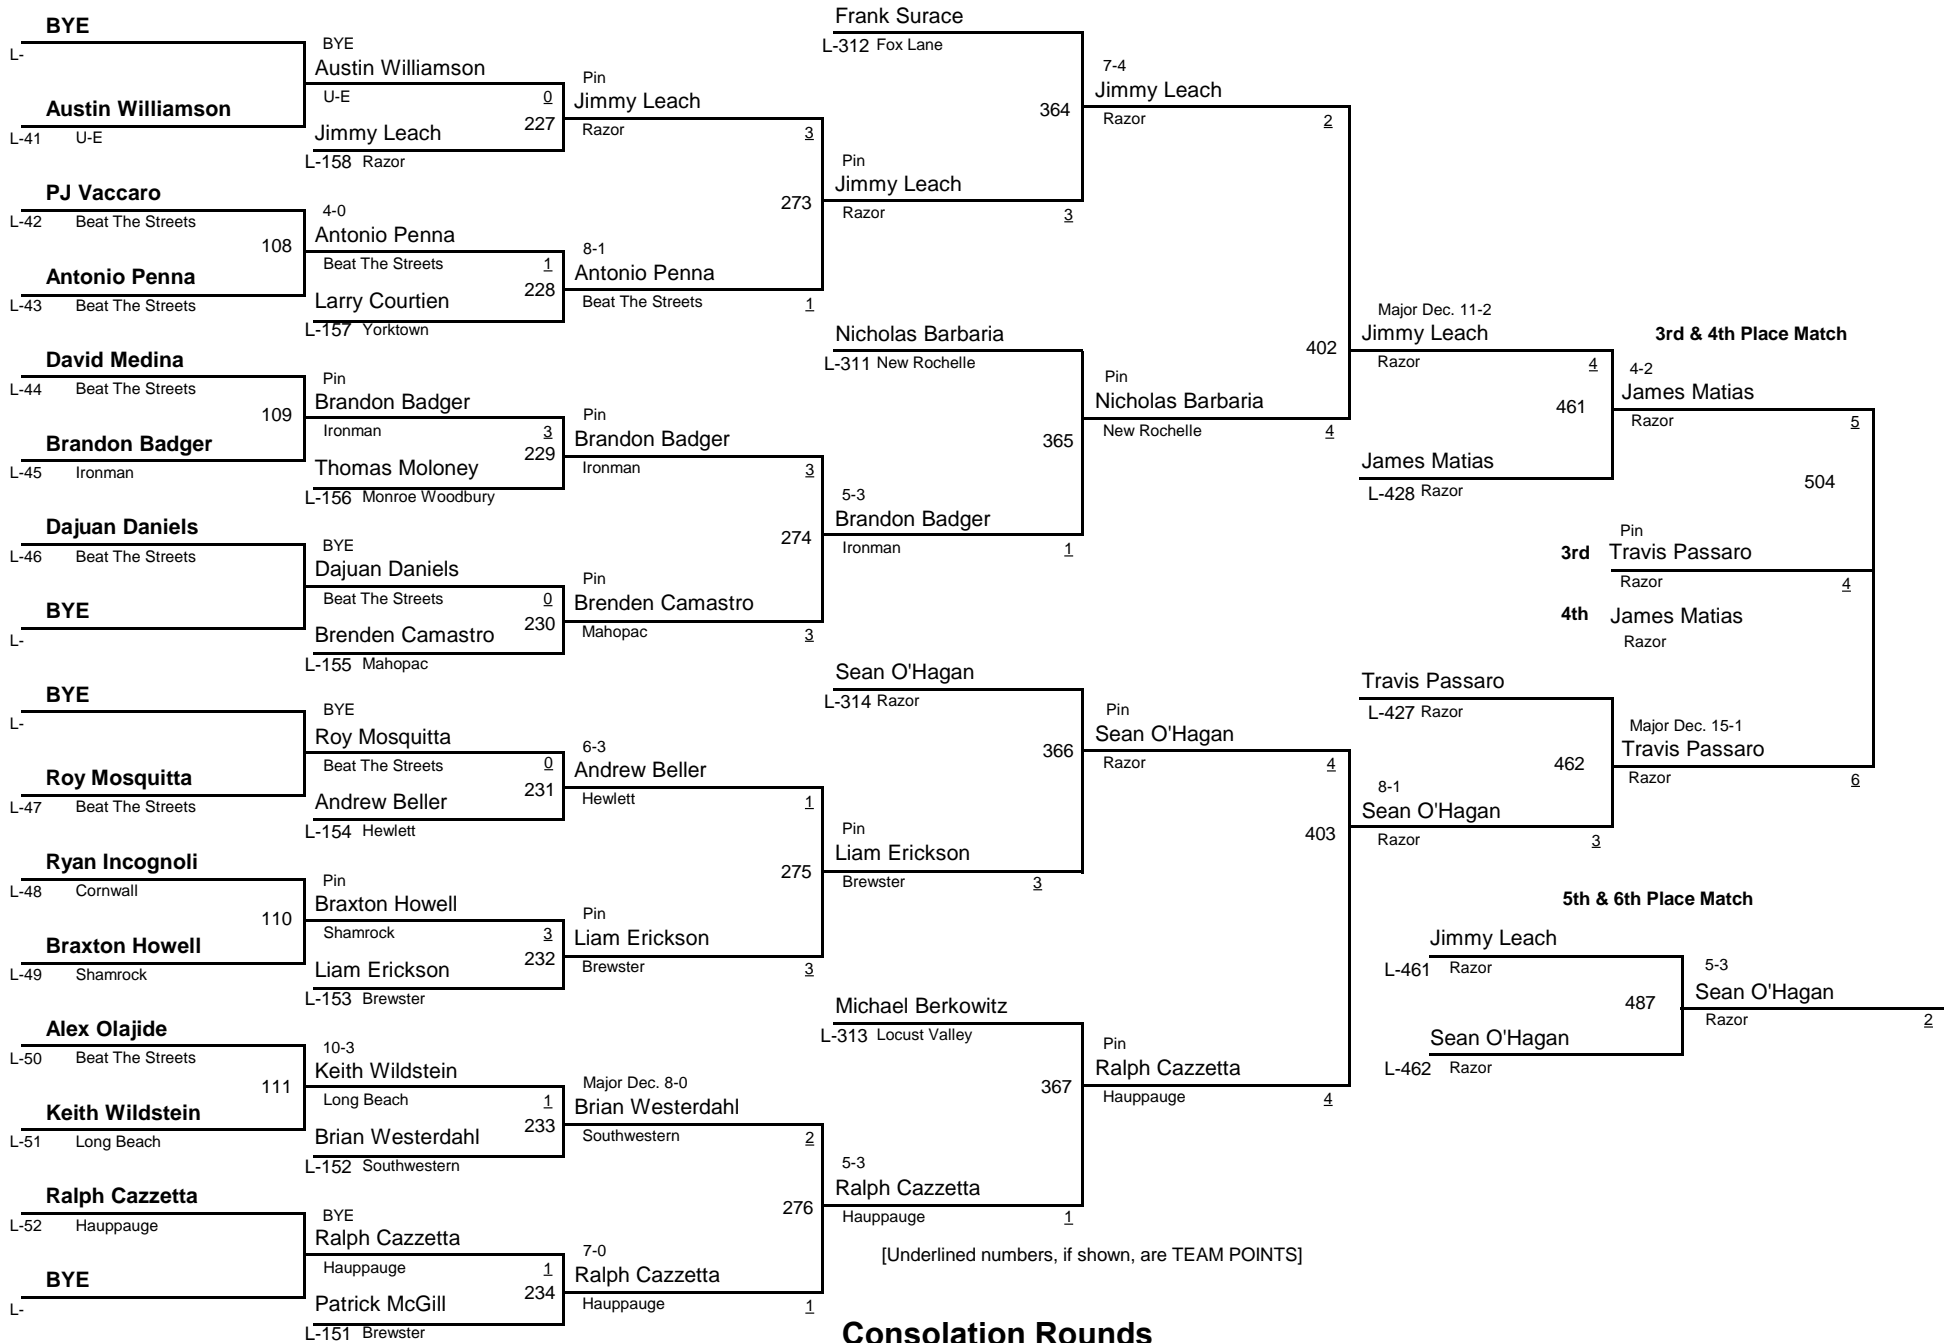 BYE
L-
Austin Williamson
L-41 U-E
PJ Vaccaro
L-42 Beat The Streets
108
Antonio Penna
L-43 Beat The Streets
David Medina
L-44 Beat The Streets
109
Brandon Badger
L-45 Ironman
Dajuan Daniels
L-46 Beat The Streets
BYE
L-
BYE
L-
Roy Mosquitta
L-47 Beat The Streets
Ryan Incognoli
L-48 Cornwall
110
Braxton Howell
L-49 Shamrock
Alex Olajide
L-50 Beat The Streets
111
Keith Wildstein
L-51 Long Beach
Ralph Cazzetta
L-52 Hauppauge
BYE
L-
BYE
Austin Williamson
U-E 0
Jimmy Leach 227
L-158 Razor
4-0
Antonio Penna
Beat The Streets 1
Larry Courtien 228
L-157 Yorktown
Pin
Brandon Badger
Ironman 3
Thomas Moloney 229
L-156 Monroe Woodbury
BYE
Dajuan Daniels
Beat The Streets 0
Brenden Camastro 230
L-155 Mahopac
BYE
Roy Mosquitta
Beat The Streets 0
Andrew Beller 231
L-154 Hewlett
Pin
Braxton Howell
Shamrock 3
Liam Erickson 232
L-153 Brewster
10-3
Keith Wildstein
Long Beach 1
Brian Westerdahl 233
L-152 Southwestern
BYE
Ralph Cazzetta
Hauppauge 1
Patrick McGill 234
L-151 Brewster
Pin
Jimmy Leach
Razor 3
273
8-1
Antonio Penna
Beat The Streets 1
Pin
Brandon Badger
Ironman 3
274
Pin
Brenden Camastro
Mahopac 3
6-3
Andrew Beller
Hewlett 1
275
Pin
Liam Erickson
Brewster 3
Major Dec. 8-0
Brian Westerdahl
Southwestern 2
276
7-0
Ralph Cazzetta
Hauppauge 1
Frank Surace
L-312 Fox Lane
364
Pin
Jimmy Leach
Razor 3
Nicholas Barbaria
L-311 New Rochelle
365
5-3
Brandon Badger
Ironman 1
Sean O'Hagan
L-314 Razor
366
Pin
Liam Erickson
Brewster 3
Michael Berkowitz
L-313 Locust Valley
367
5-3
Ralph Cazzetta
Hauppauge 1
[Underlined numbers, if shown, are TEAM POINTS]
Consolation Rounds
7-4
Jimmy Leach
Razor 2
402
Pin
Nicholas Barbaria
New Rochelle 4
Pin
Sean O'Hagan
Razor 4
403
Pin
Ralph Cazzetta
Hauppauge 4
Major Dec. 11-2
Jimmy Leach
Razor 4
461
James Matias
L-428 Razor
Travis Passaro
L-427 Razor
462
8-1
Sean O'Hagan
Razor 3
3rd & 4th Place Match
4-2
James Matias
Razor 5
504
Pin
3rd Travis Passaro
Razor 4
4th James Matias
Razor
Major Dec. 15-1
Travis Passaro
Razor 6
5th & 6th Place Match
Jimmy Leach
L-461 Razor
487
Sean O'Hagan
L-462 Razor
5-3
Sean O'Hagan
Razor 2